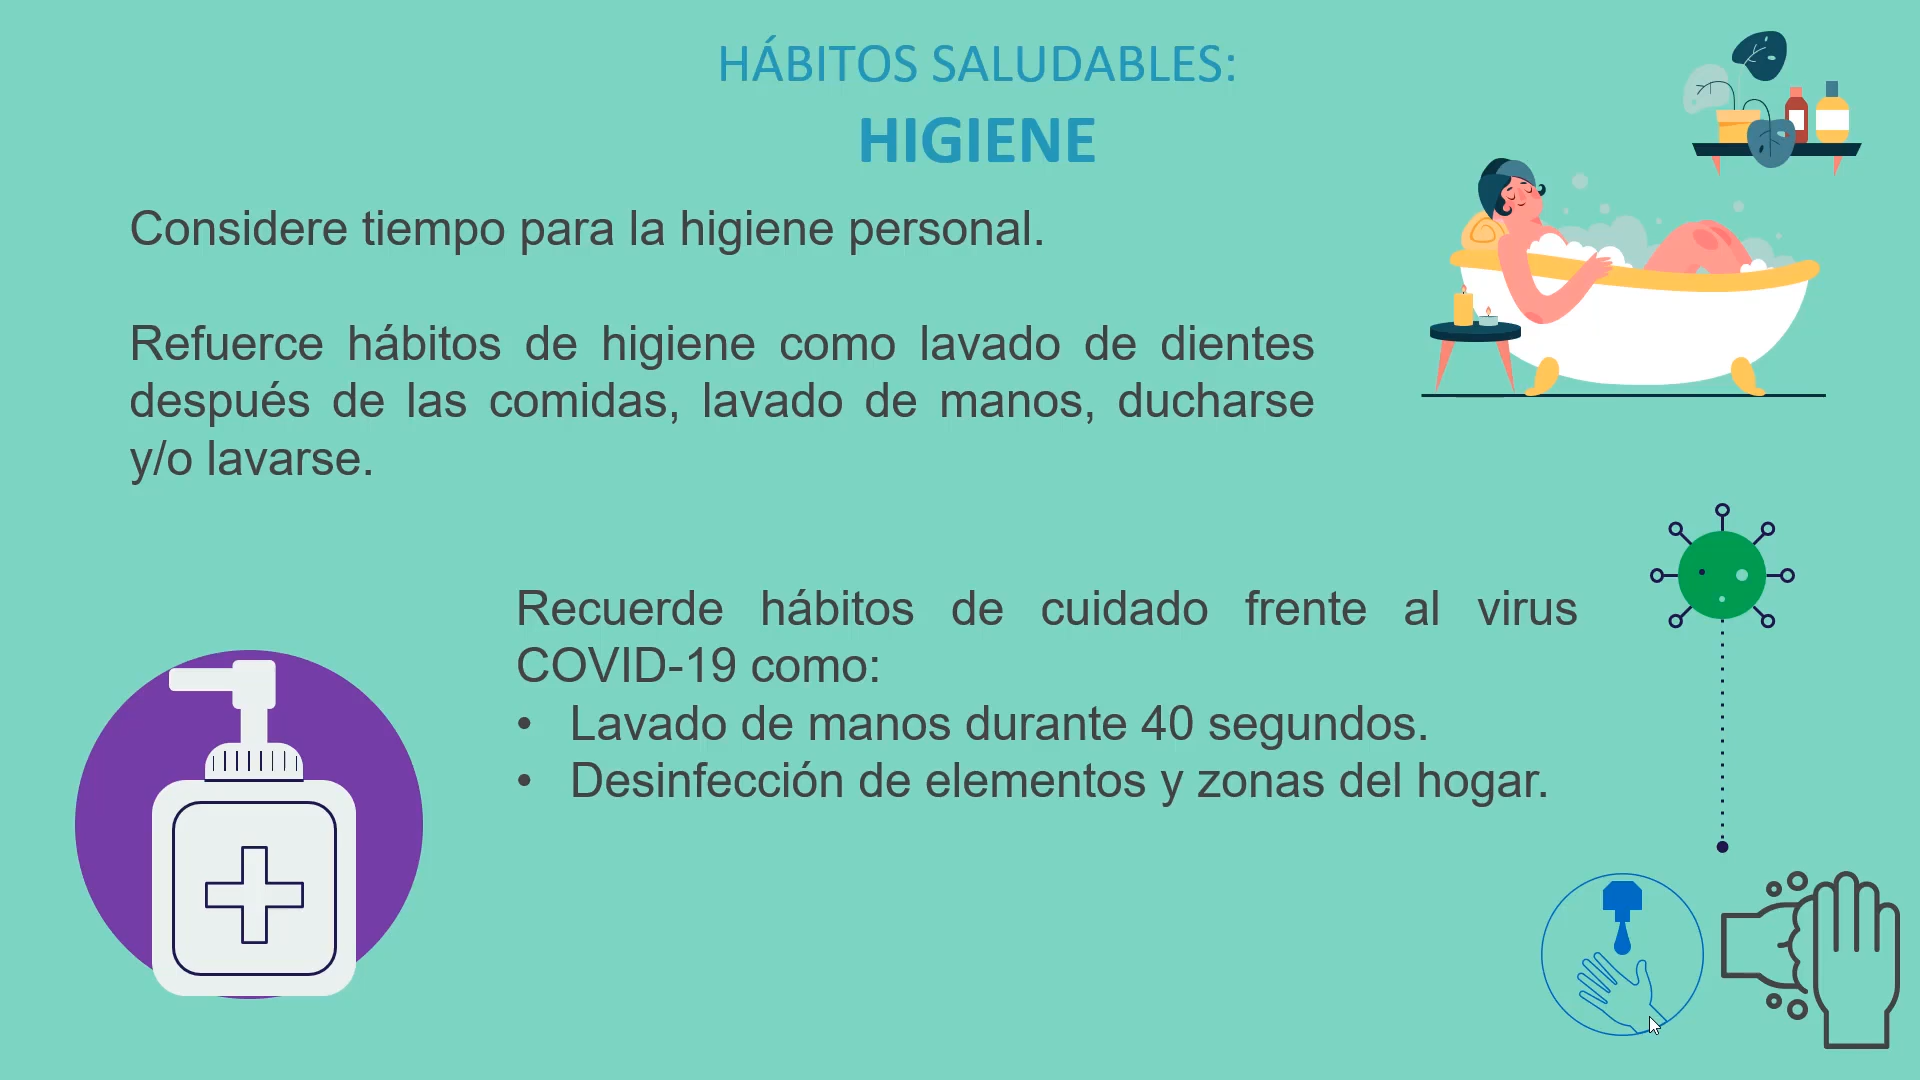 HÁBITOS SALUDABLES:
HIGIENE
Considere tiempo para la higiene personal.
Refuerce hábitos de higiene como lavado de dientes
después de las comidas, lavado de manos, ducharse
y/o lavarse.
Recuerde hábitos de cuidado frente al virus
COVID-19 como:
• Lavado de manos durante 40 segundos.
• Desinfección de elementos y zonas del hogar.